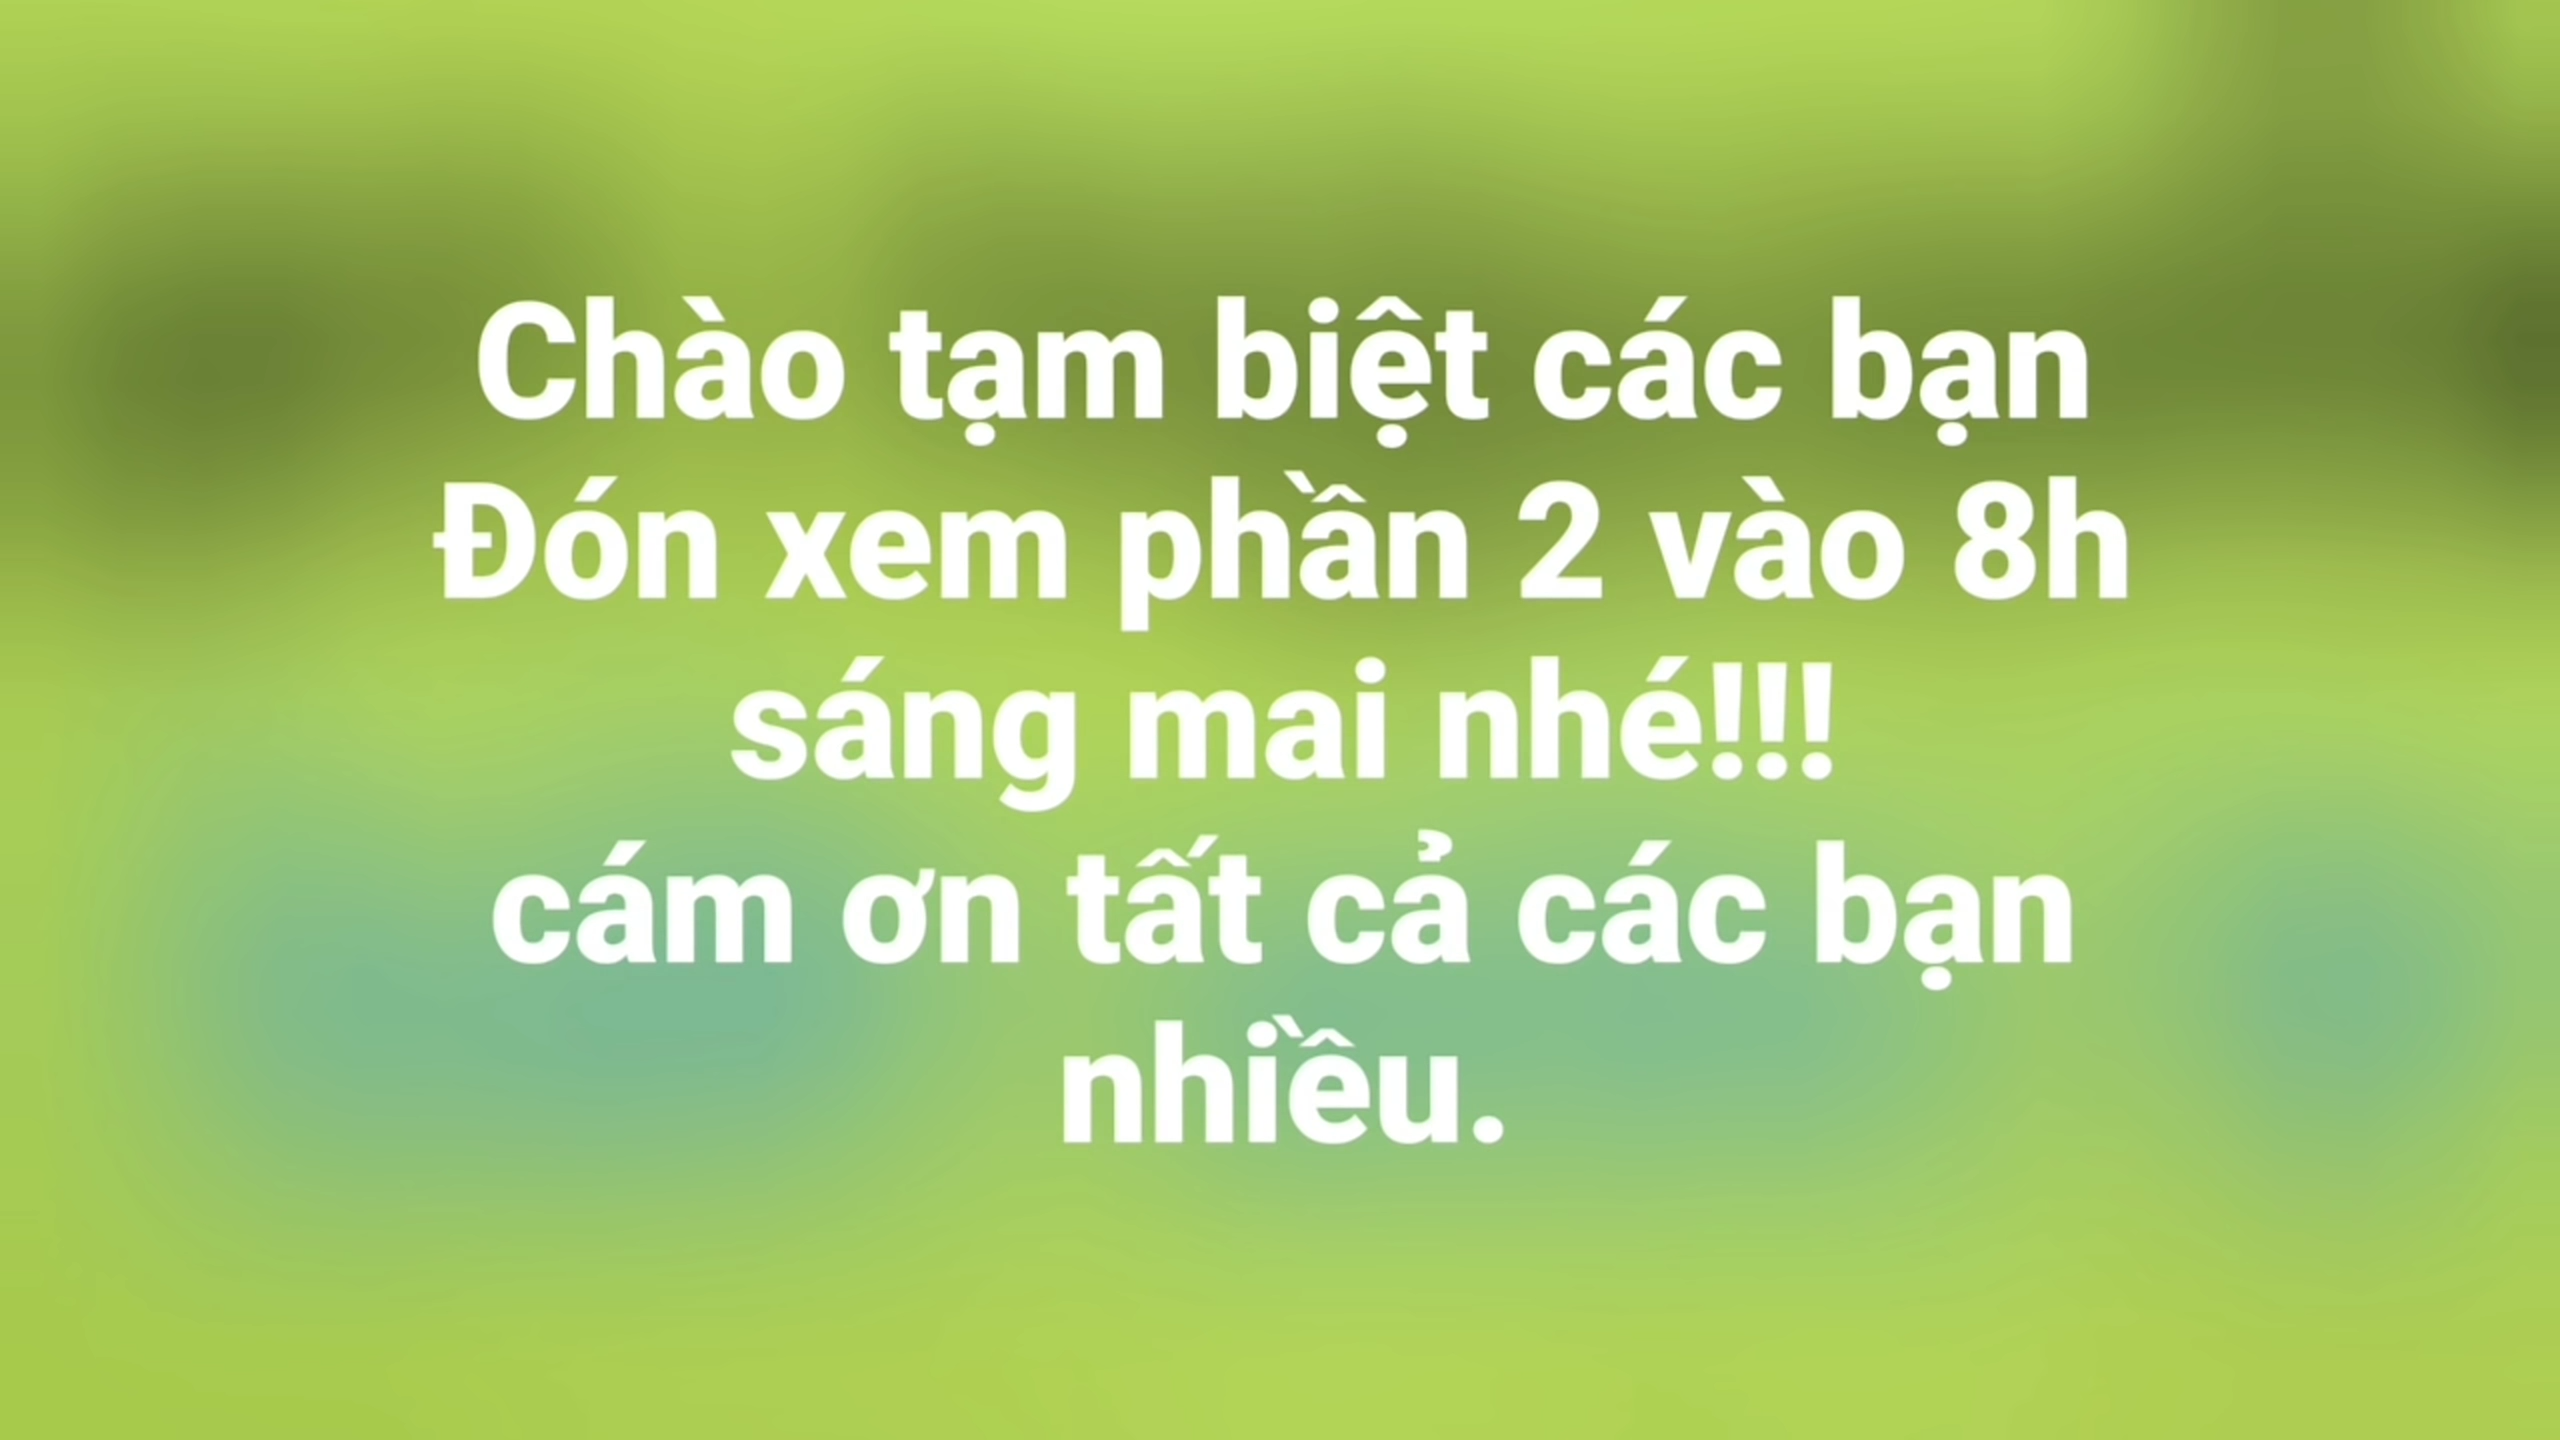 Chào tạm biệt các bạn
Đón xem phần 2 vào 8h
sáng mai nhé!!!
cám ơn tất cả các bạn
nhiều.